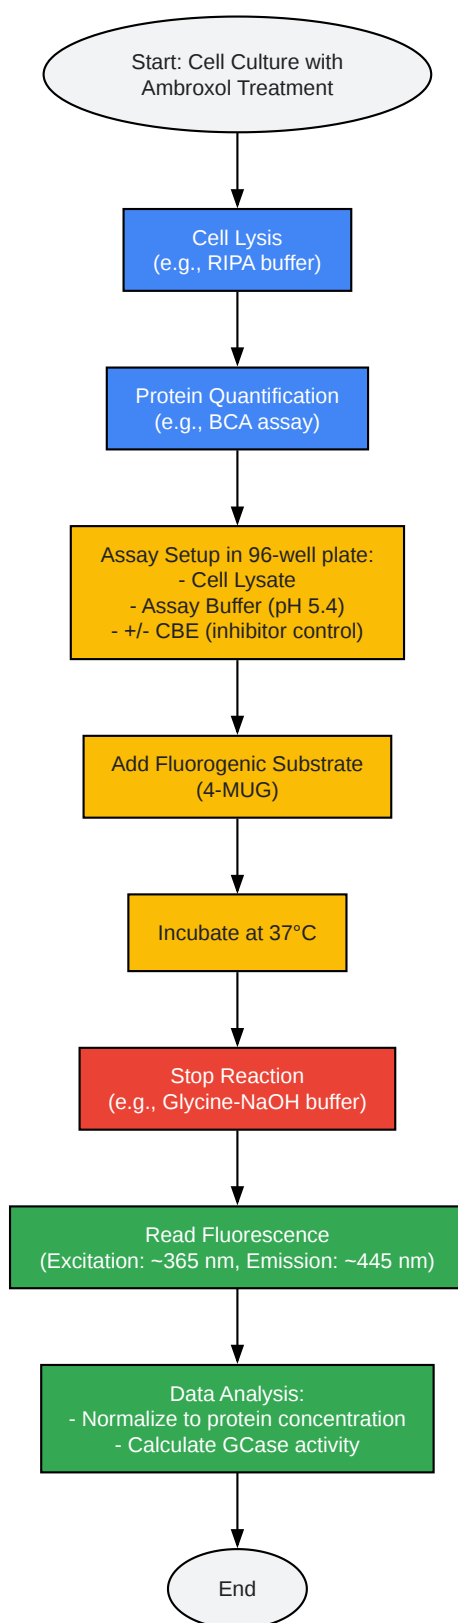 Start: Cell Culture with
Ambroxol Treatment
Cell Lysis
(e.g., RIPA buffer)
Protein Quantification
(e.g., BCA assay)
Assay Setup in 96-well plate:
- Cell Lysate
- Assay Buffer (pH 5.4)
- +/- CBE (inhibitor control)
Add Fluorogenic Substrate
(4-MUG)
Incubate at 37°C
Stop Reaction
(e.g., Glycine-NaOH buffer)
Read Fluorescence
(Excitation: ~365 nm, Emission: ~445 nm)
Data Analysis:
- Normalize to protein concentration
- Calculate GCase activity
End